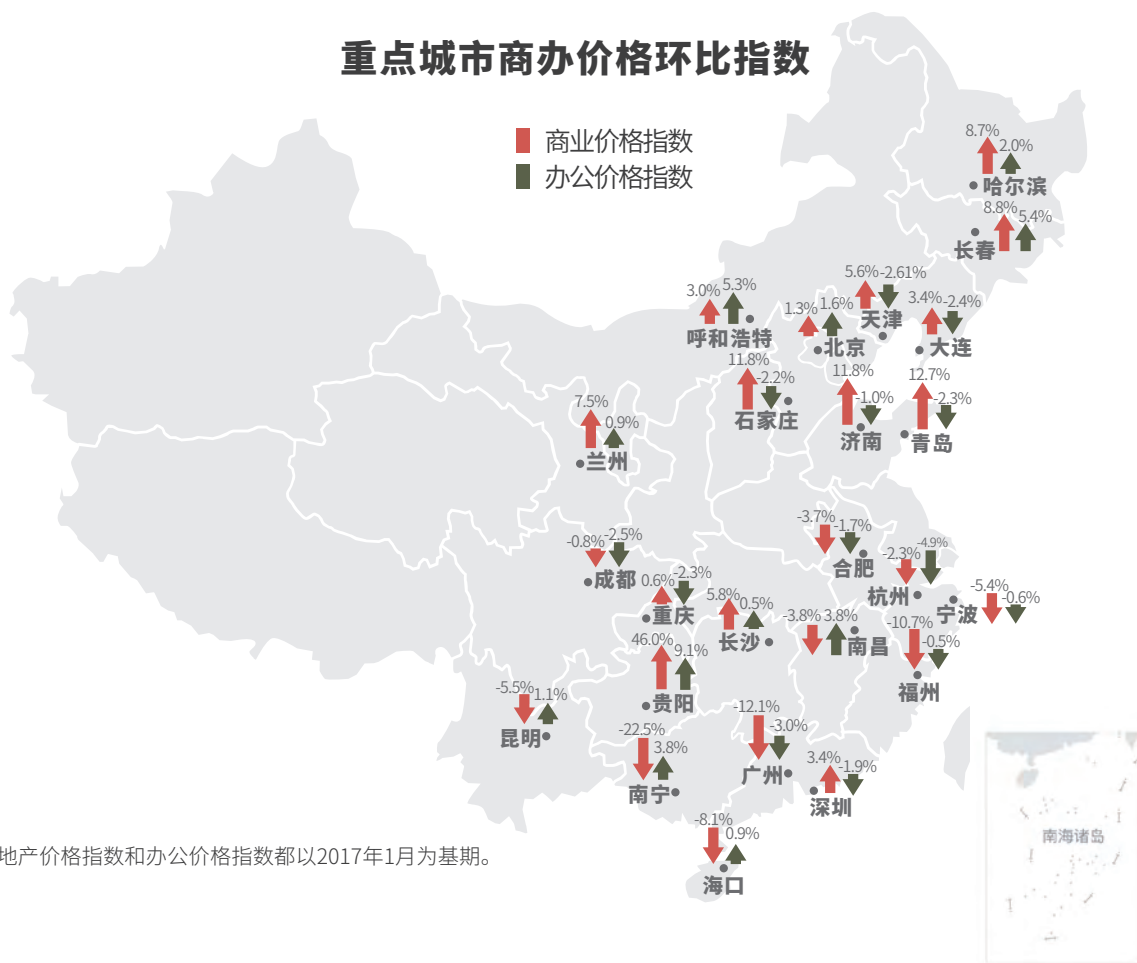 重点城市商办价格环比指数
商业价格指数
办公价格指数
8.7% 2.0%
哈尔滨
8.8% 5.4%
长春
5.6% -2.61%
天津
3.4% -2.4%
大连
3.0% 5.3%
呼和浩特
1.3% 1.6%
北京
11.8% -2.2%
石家庄
11.8% -1.0%
济南
12.7% -2.3%
青岛
7.5% 0.9%
兰州
-3.7% -1.7%
合肥
-0.8% -2.5%
成都
-2.3% -4.9%
杭州
0.6% -2.3%
重庆
5.8% 0.5%
长沙
-5.4% -0.6%
宁波
-3.8% 3.8%
南昌
-10.7% -0.5%
福州
46.0% 9.1%
贵阳
-5.5% 1.1%
昆明
-22.5% 3.8%
南宁
-12.1% -3.0%
广州
3.4% -1.9%
深圳
-8.1% 0.9%
海口
南海诸岛
地产价格指数和办公价格指数都以2017年1月为基期。